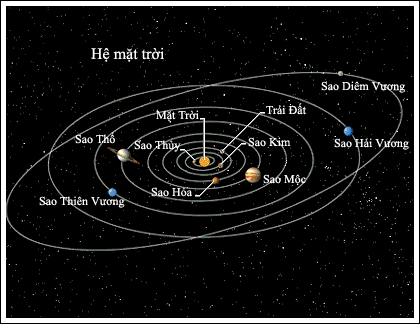 Hệ mặt trời
Sao Diêm Vương
Mặt Trời
Trái Đất
Sao Thổ
Sao Thủy
Sao Kim
Sao Hải Vương
Sao Hỏa
Sao Mộc
Sao Thiên Vương